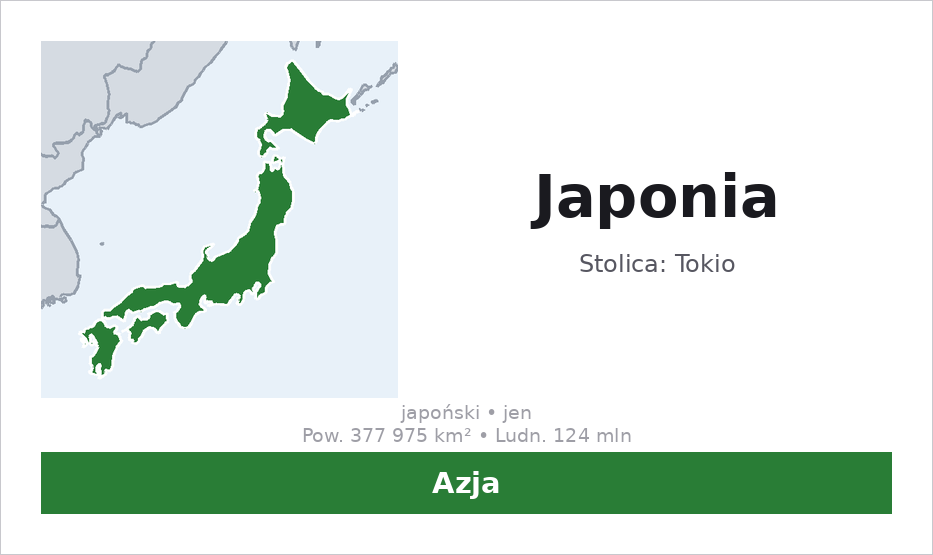 Japonia
Stolica: Tokio
japoński • jen
Pow. 377 975 km² • Ludn. 124 mln
Azja